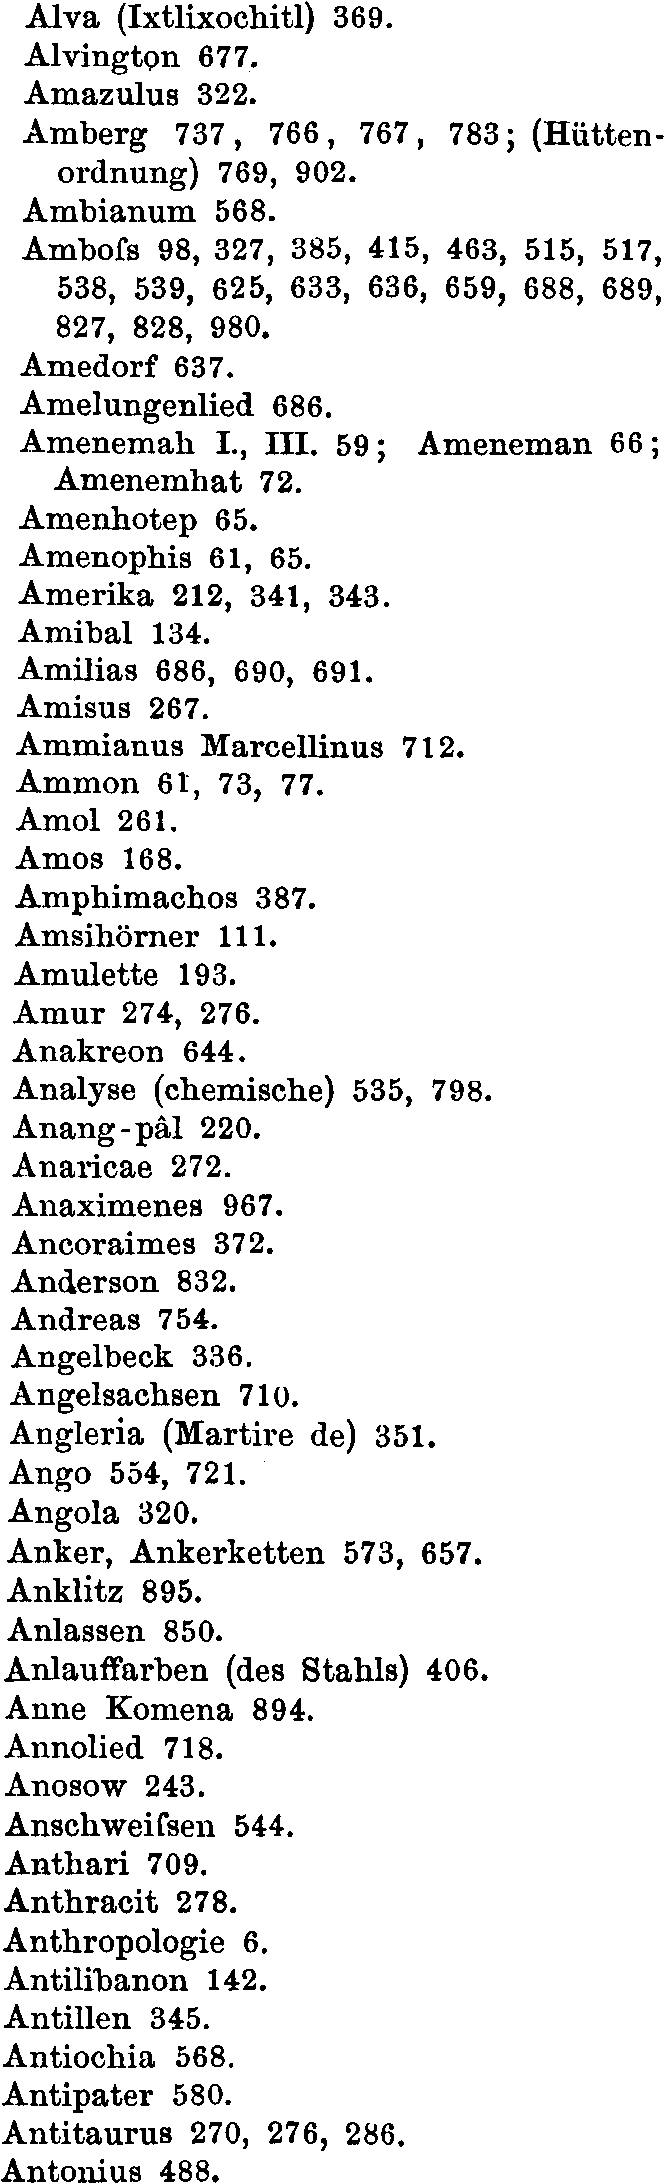 Alva (Ixtlixochitl) 369.
Alvington 677.
Amazulus 322.
Amberg 737, 766, 767, 783; (Hütten-
ordnung) 769, 902.
Ambianum 568.
Amboſs 98, 327, 385, 415, 463, 515, 517,
538, 539, 625, 633, 636, 659, 688, 689,
827, 828, 980.
Amedorf 637.
Amelungenlied 686.
Amenemah I., III. 59; Ameneman 66;
Amenemhat 72.
Amenhotep 65.
Amenophis 61, 65.
Amerika 212, 341, 343.
Amibal 134.
Amilias 686, 690, 691.
Amisus 267.
Ammianus Marcellinus 712.
Ammon 61, 73, 77.
Amol 261.
Amos 168.
Amphimachos 387.
Amsihörner 111.
Amulette 193.
Amur 274, 276.
Anakreon 644.
Analyse (chemische) 535, 798.
Anang-pâl 220.
Anaricae 272.
Anaximenes 967.
Ancoraimes 372.
Anderson 832.
Andreas 754.
Angelbeck 336.
Angelsachsen 710.
Angleria (Martire de) 351.
Ango 554, 721.
Angola 320.
Anker, Ankerketten 573, 657.
Anklitz 895.
Anlassen 850.
Anlauffarben (des Stahls) 406.
Anne Komena 894.
Annolied 718.
Anosow 243.
Anschweiſsen 544.
Anthari 709.
Anthracit 278.
Anthropologie 6.
Antilibanon 142.
Antillen 345.
Antiochia 568.
Antipater 580.
Antitaurus 270, 276, 286.
Antonius 488.